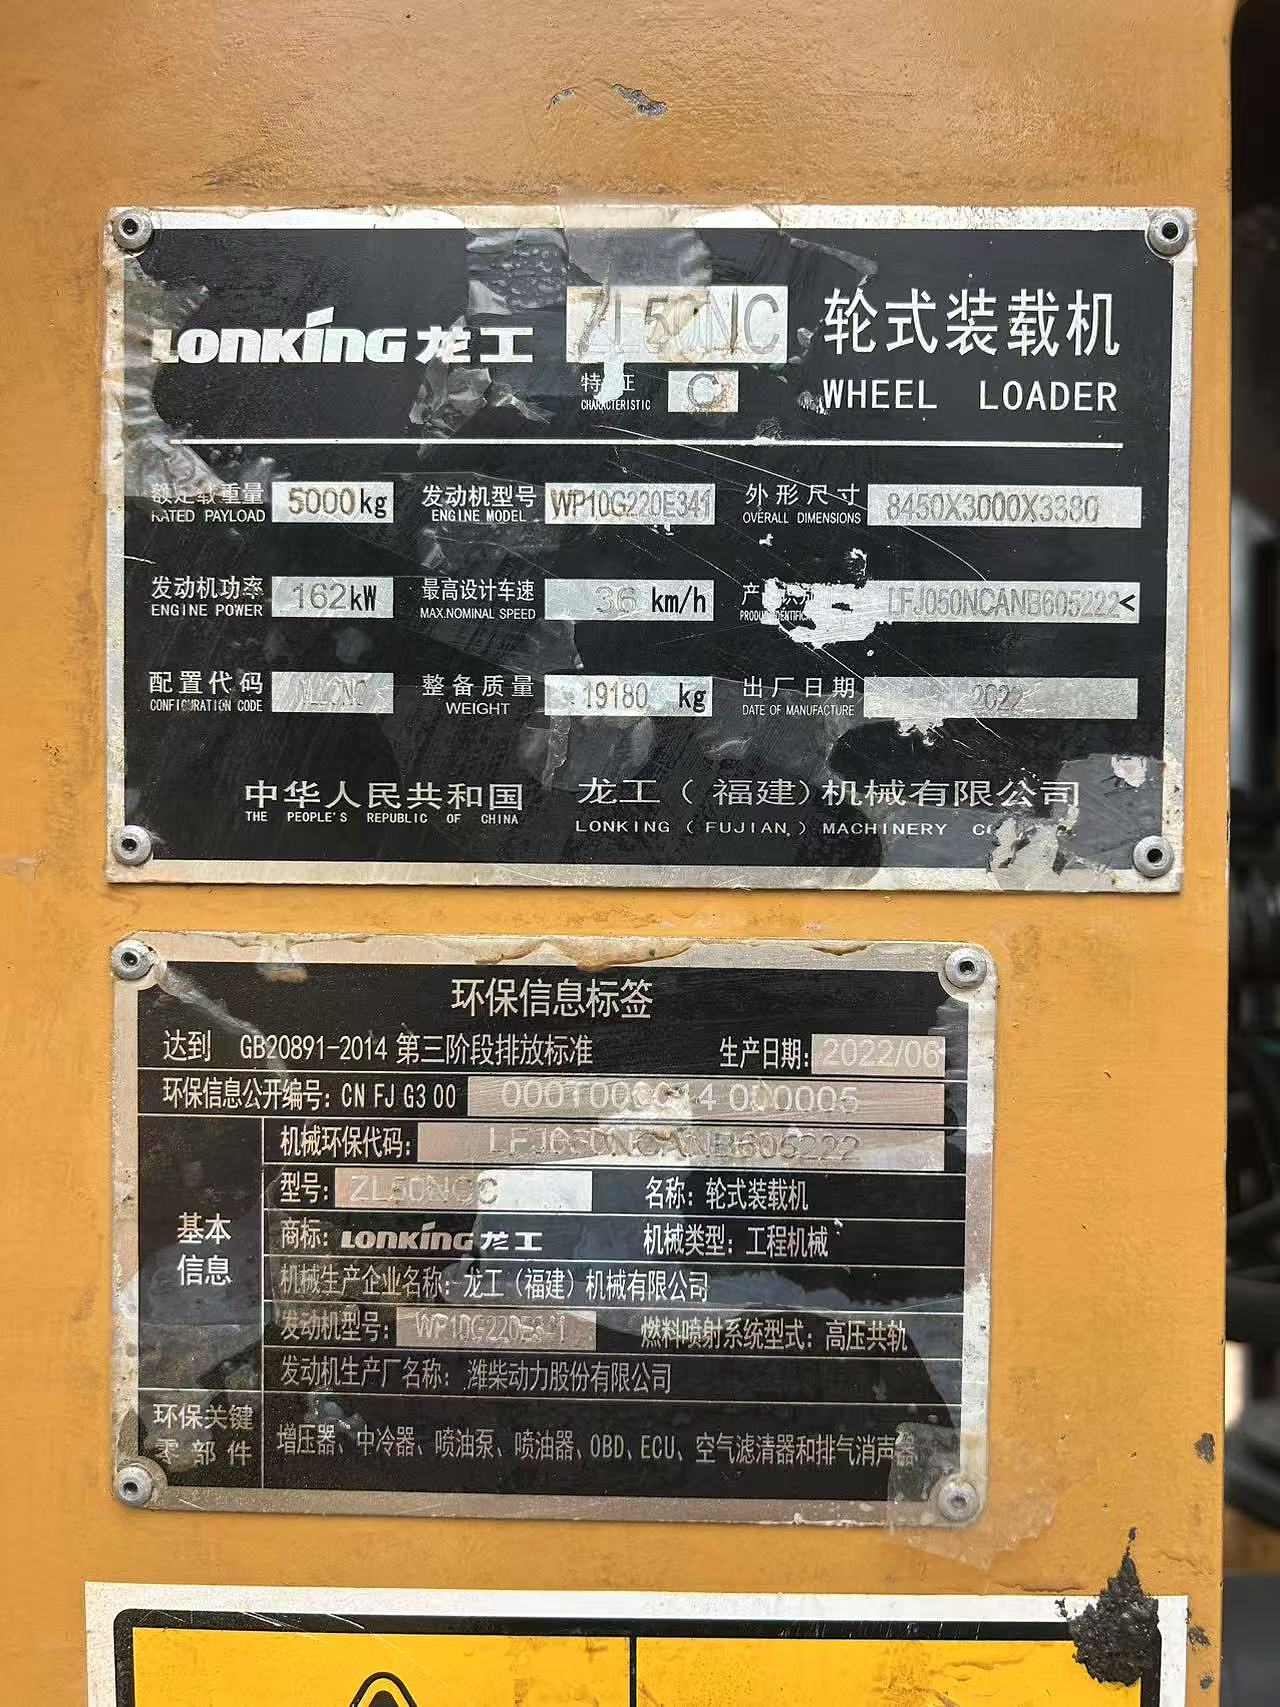 LONKING 龙工 ZL50NC 轮式装载机
特征 C WHEEL LOADER
CHARACTERISTIC
额定载重量 5000kg 发动机型号 WP10G220E341 外形尺寸 8450X3000X3380
RATED PAYLOAD ENGINE MODEL OVERALL DIMENSIONS
发动机功率 162kW 最高设计车速 36 km/h 产 LFJ050NCANB605222<
ENGINE POWER MAX.NOMINAL SPEED PRODUCT
配置代码 整备质量 19180 kg 出厂日期 2022
CONFIGURATION CODE WEIGHT DATE OF MANUFACTURE
中华人民共和国 龙工(福建)机械有限公司
THE PEOPLE'S REPUBLIC OF CHINA LONKING (FUJIAN) MACHINERY
环保信息标签
达到 GB20891-2014 第三阶段排放标准 生产日期: 2022/06
环保信息公开编号: CN FJ G3 00 000005
机械环保代码: LFJ050NCANB605222
型号: 名称: 轮式装载机
基本信息
商标: LONKING 龙工 机械类型: 工程机械
机械生产企业名称: 龙工(福建)机械有限公司
发动机型号: WP10G220E341 燃料喷射系统型式: 高压共轨
发动机生产厂名称: 潍柴动力股份有限公司
环保关键零部件
增压器、中冷器、喷油泵、喷油器、OBD、ECU、空气滤清器和排气消声器